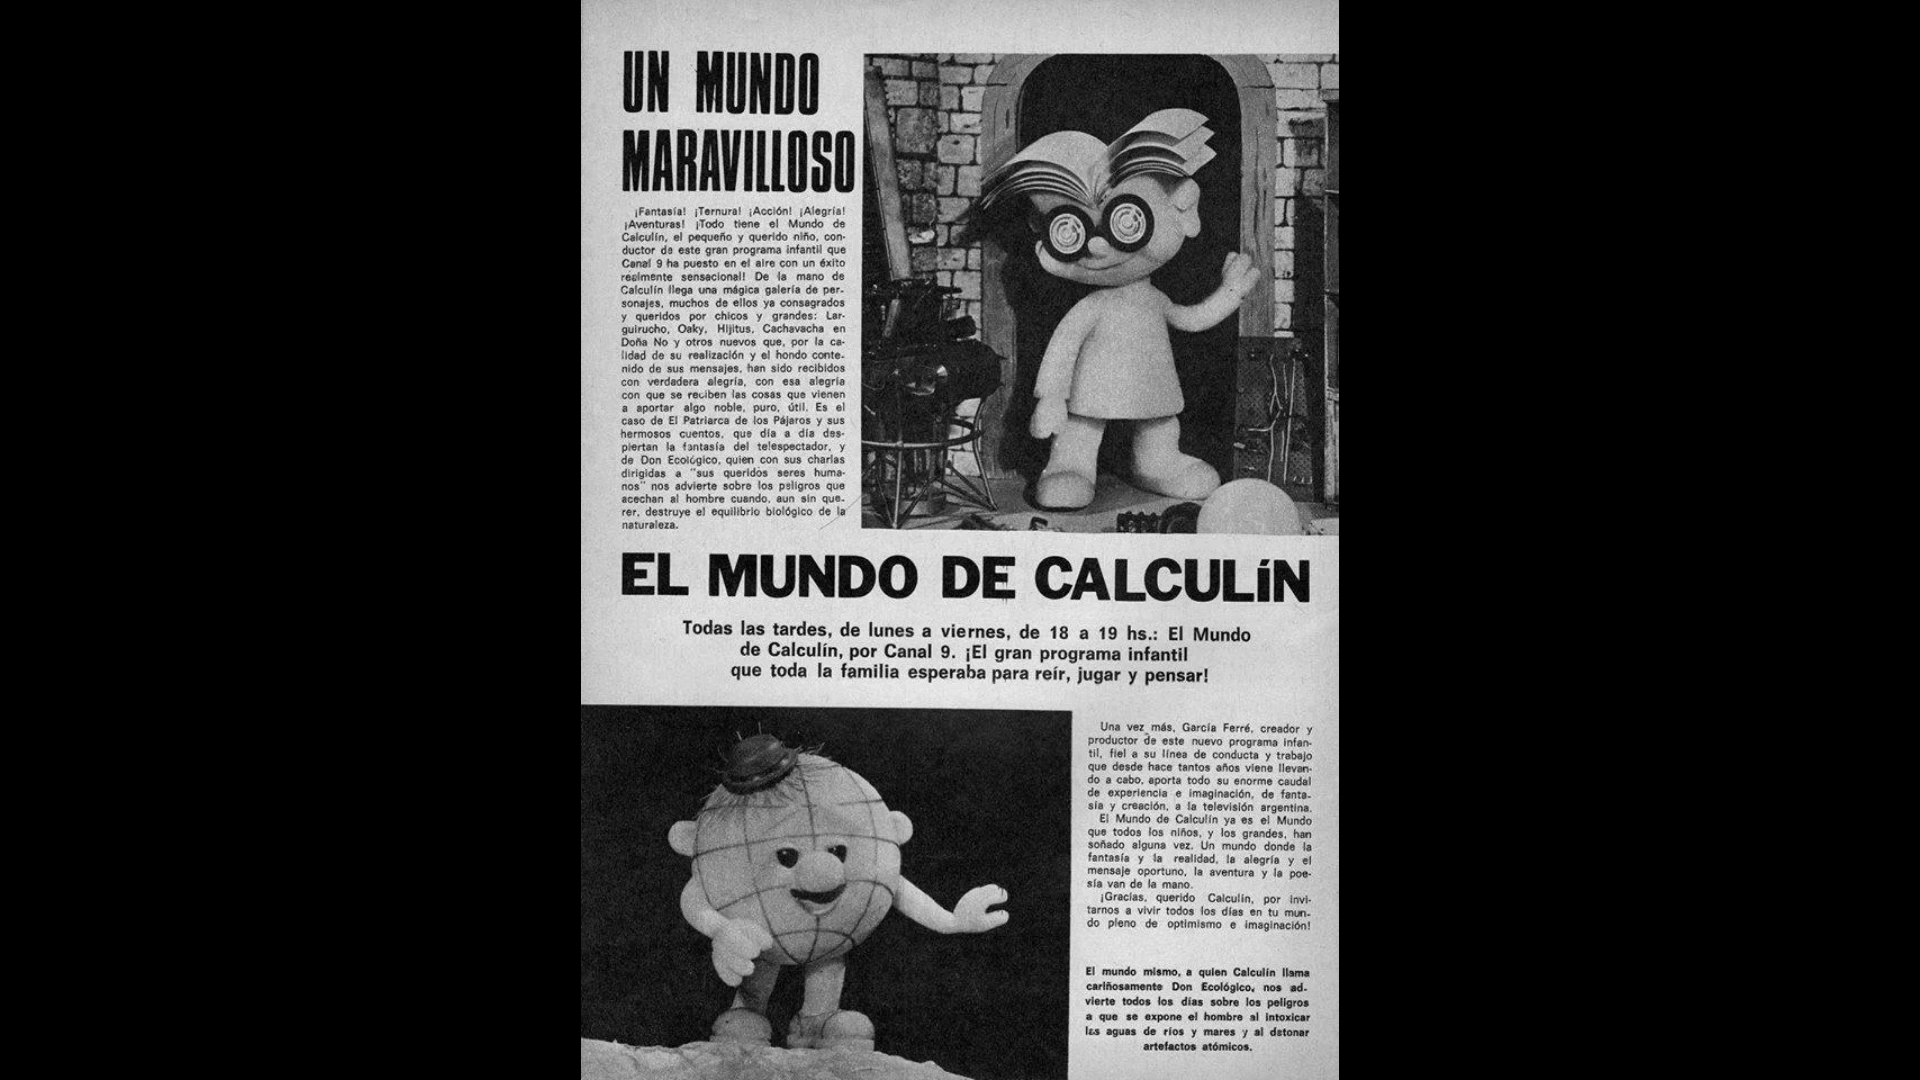 UN MUNDO
MARAVILLOSO
¡Fantasía! ¡Ternura! ¡Acción! ¡Alegría!
¡Aventuras! ¡Todo tiene el Mundo de
Calculín, el pequeño y querido niño, con-
ductor de este gran programa infantil que
Canal 9 ha puesto en el aire con un éxito
realmente sensacional! De la mano de
Calculín llega una mágica galería de per-
sonajes, muchos de ellos ya consagrados
y queridos por chicos y grandes: Lar-
guirucho, Oaky, Hijitus, Cachavacha en
Doña No y otros nuevos que, por la ca-
lidad de su realización y el hondo conte-
nido de sus mensajes, han sido recibidos
con verdadera alegría, con esa alegría
con que se reciben las cosas que vienen
a aportar algo noble, puro, útil. Es el
caso de El Patriarca de los Pájaros y sus
hermosos cuentos, que día a día des-
piertan la fantasía del telespectador, y
de Don Ecológico, quien con sus charlas
dirigidas a "sus queridos seres huma-
nos" nos advierte sobre los peligros que
acechan al hombre cuando, aun sin que-
rer, destruye el equilibrio biológico de la
naturaleza.
EL MUNDO DE CALCULíN
Todas las tardes, de lunes a viernes, de 18 a 19 hs.: El Mundo
de Calculín, por Canal 9. ¡El gran programa infantil
que toda la familia esperaba para reír, jugar y pensar!
Una vez más, García Ferré, creador y
productor de este nuevo programa infan-
til, fiel a su línea de conducta y trabajo
que desde hace tantos años viene llevan-
do a cabo, aporta todo su enorme caudal
de experiencia e imaginación, de fanta-
sía y creación, a la televisión argentina.
El Mundo de Calculín ya es el Mundo
que todos los niños, y los grandes, han
soñado alguna vez. Un mundo donde la
fantasía y la realidad, la alegría y el
mensaje oportuno, la aventura y la poe-
sía van de la mano.
¡Gracias, querido Calculín, por invi-
tarnos a vivir todos los días en tu mun-
do pleno de optimismo e imaginación!
El mundo mismo, a quien Calculín llama
cariñosamente Don Ecológico, nos ad-
vierte todos los días sobre los peligros
a que se expone el hombre al intoxicar
las aguas de ríos y mares y al detonar
artefactos atómicos.